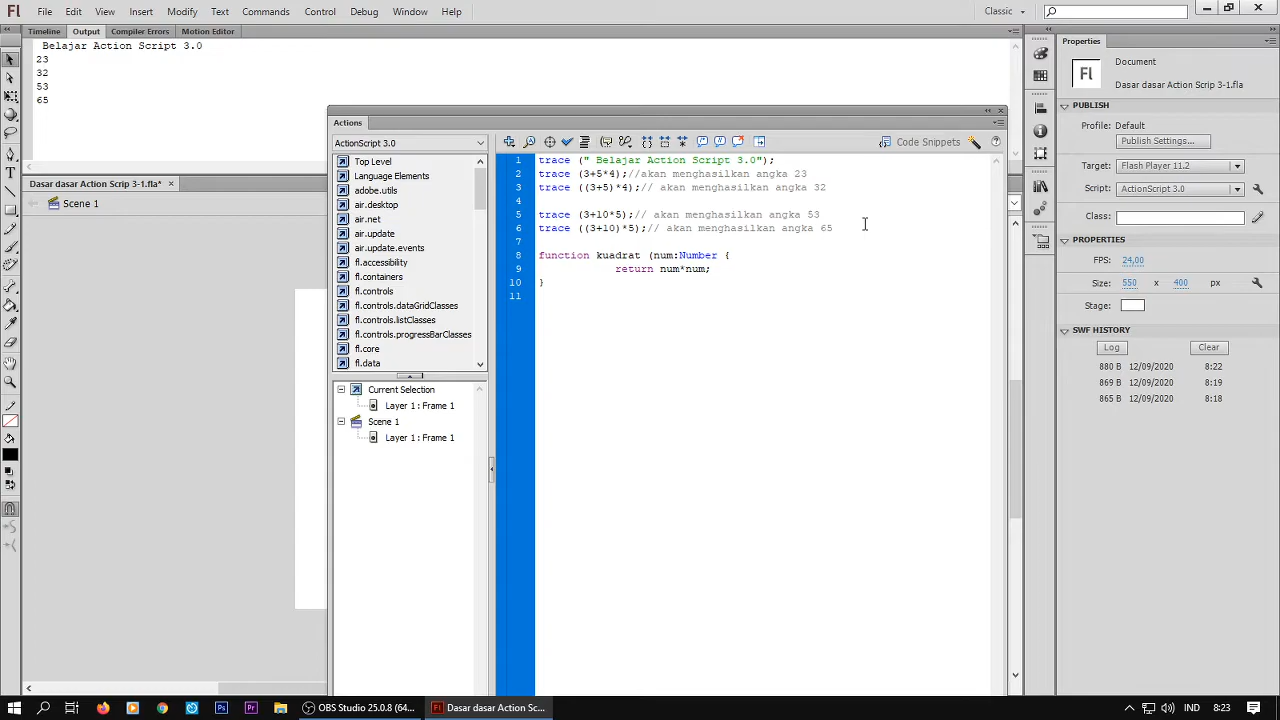 Fl File Edit View Insert Modify Text Commands Control Debug Window Help Classic
Timeline Output Compiler Errors Motion Editor
Belajar Action Script 3.0
23
32
53
65
Dasar dasar Action Scrip 3-1.fla*
Scene 1
Actions
ActionScript 3.0
Code Snippets
Top Level
Language Elements
adobe.utils
air.desktop
air.net
air.update
air.update.events
fl.accessibility
fl.containers
fl.controls
fl.controls.dataGridClasses
fl.controls.listClasses
fl.controls.progressBarClasses
fl.core
fl.data
Current Selection
Layer 1 : Frame 1
Scene 1
Layer 1 : Frame 1
1 trace (" Belajar Action Script 3.0");
2 trace (3+5*4);//akan menghasilkan angka 23
3 trace ((3+5)*4);// akan menghasilkan angka 32
4
5 trace (3+10*5);// akan menghasilkan angka 53
6 trace ((3+10)*5);// akan menghasilkan angka 65
7
8 function kuadrat (num:Number {
9 return num*num;
10 }
11
Properties
Fl
Document
Dasar dasar Action Scrip 3-1.fla
PUBLISH
Profile: Default
Publish Settings...
Target: Flash Player 11.2
Script: ActionScript 3.0
Class:
PROPERTIES
FPS: 24,00
Size: 550 x 400 px
Stage:
SWF HISTORY
Log Clear
880 B 12/09/2020 8:22
869 B 12/09/2020 8:19
865 B 12/09/2020 8:18
Ps Pr OBS Studio 25.0.8 (64... Fl Dasar dasar Action Sc... IND 8:23